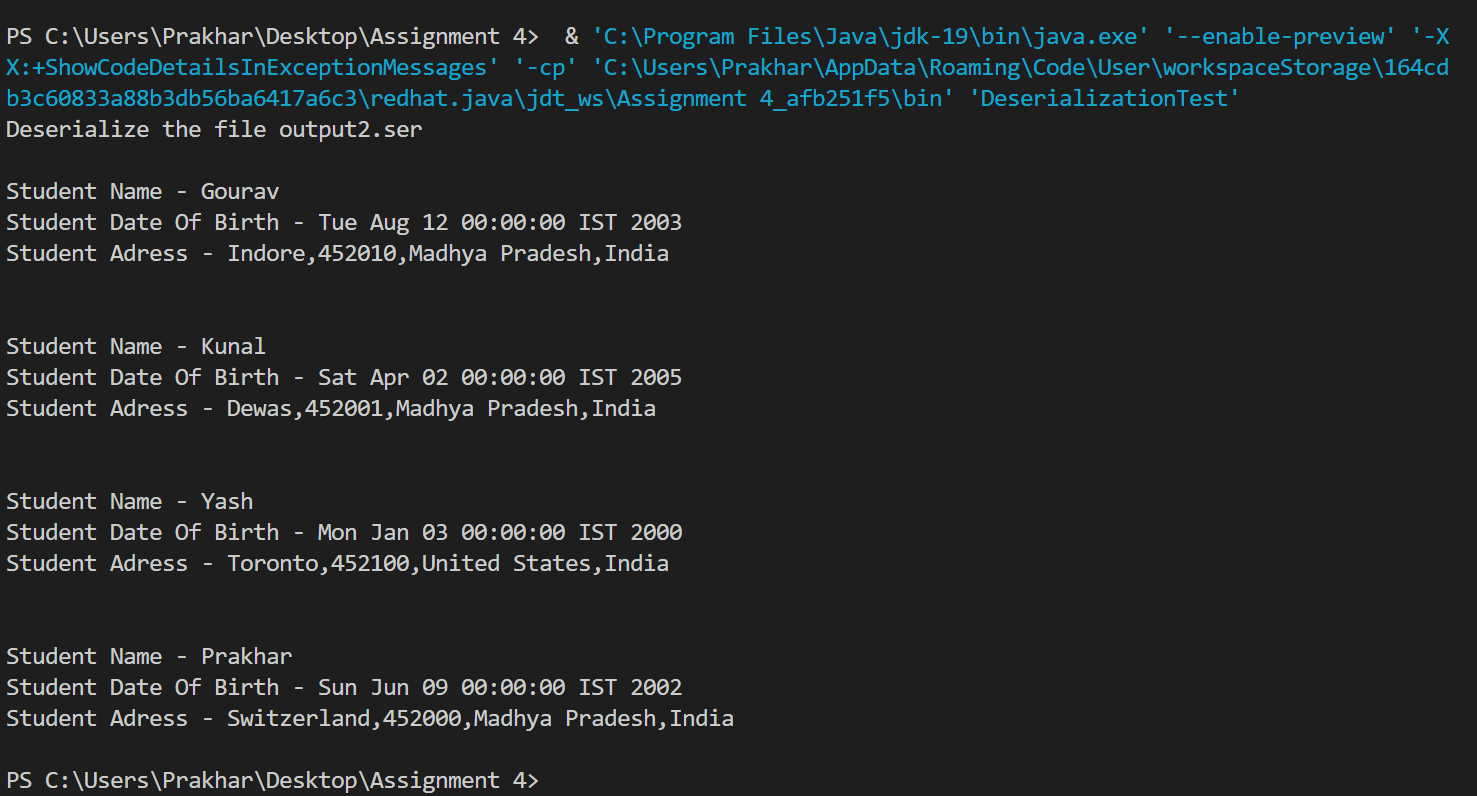 PS C:\Users\Prakhar\Desktop\Assignment 4>  & 'C:\Program Files\Java\jdk-19\bin\java.exe' '--enable-preview' '-X
X:+ShowCodeDetailsInExceptionMessages' '-cp' 'C:\Users\Prakhar\AppData\Roaming\Code\User\workspaceStorage\164cd
b3c60833a88b3db56ba6417a6c3\redhat.java\jdt_ws\Assignment 4_afb251f5\bin' 'DeserializationTest'
Deserialize the file output2.ser
Student Name - Gourav
Student Date Of Birth - Tue Aug 12 00:00:00 IST 2003
Student Adress - Indore,452010,Madhya Pradesh,India
Student Name - Kunal
Student Date Of Birth - Sat Apr 02 00:00:00 IST 2005
Student Adress - Dewas,452001,Madhya Pradesh,India
Student Name - Yash
Student Date Of Birth - Mon Jan 03 00:00:00 IST 2000
Student Adress - Toronto,452100,United States,India
Student Name - Prakhar
Student Date Of Birth - Sun Jun 09 00:00:00 IST 2002
Student Adress - Switzerland,452000,Madhya Pradesh,India
PS C:\Users\Prakhar\Desktop\Assignment 4>